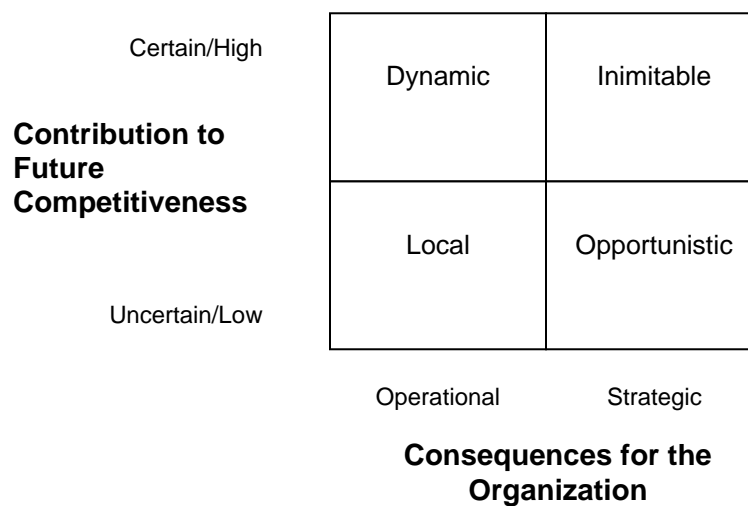 Certain/High
Dynamic
Inimitable
Contribution to
Future
Competitiveness
Local
Opportunistic
Uncertain/Low
Operational
Strategic
Consequences for the
Organization